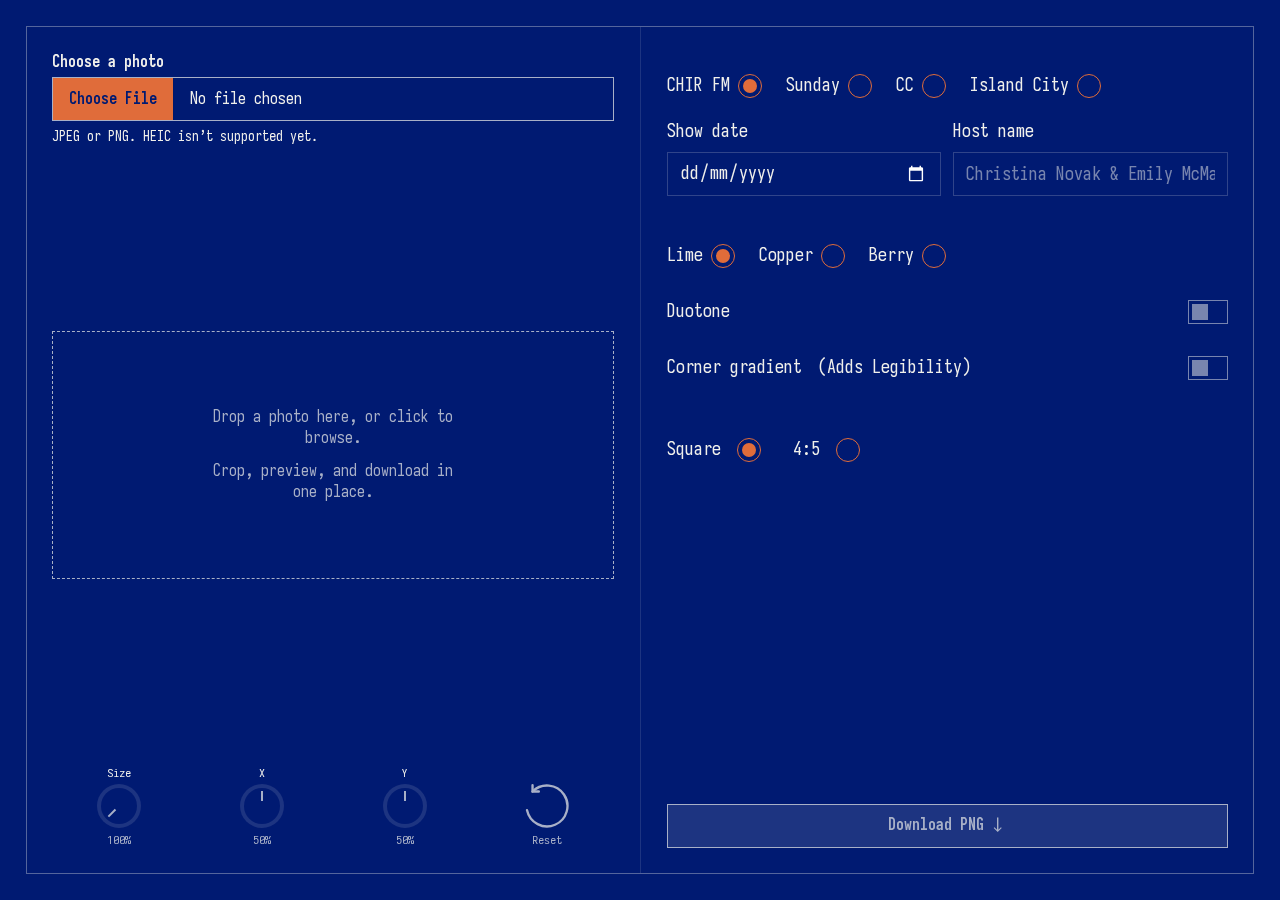 Choose a photo
Choose File No file chosen
JPEG or PNG. HEIC isn’t supported yet.
Drop a photo here, or click to
browse.
Crop, preview, and download in
one place.
Size X Y
100% 50% 50% Reset
CHIR FM Sunday CC Island City
Show date Host name
dd/mm/yyyy Christina Novak & Emily
Lime Copper Berry
Duotone
Corner gradient (Adds Legibility)
Square 4:5
Download PNG ↓